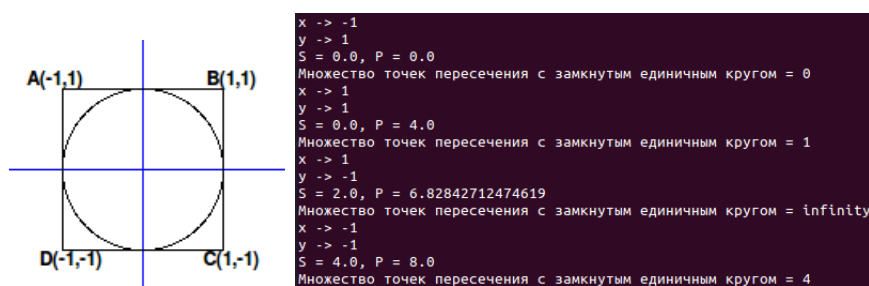 A(-1,1)
B(1,1)
D(-1,-1)
C(1,-1)
x -> -1
y -> 1
S = 0.0, P = 0.0
Множество точек пересечения с замкнутым единичным кругом = 0
x -> 1
y -> 1
S = 0.0, P = 4.0
Множество точек пересечения с замкнутым единичным кругом = 1
x -> 1
y -> -1
S = 2.0, P = 6.82842712474619
Множество точек пересечения с замкнутым единичным кругом = infinity
x -> -1
y -> -1
S = 4.0, P = 8.0
Множество точек пересечения с замкнутым единичным кругом = 4